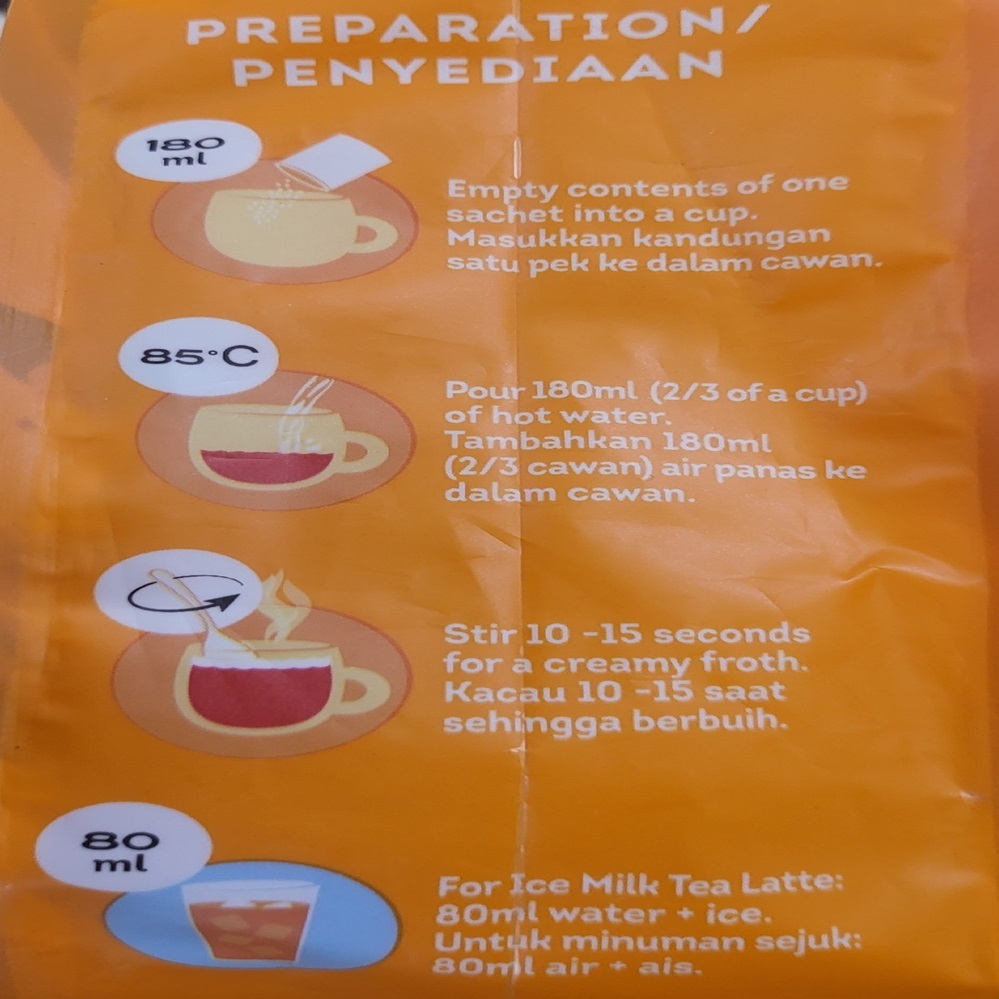 PREPARATION/
PENYEDIAAN
180
ml
Empty contents of one
sachet into a cup.
Masukkan kandungan
satu pek ke dalam cawan.
85°C
Pour 180ml (2/3 of a cup)
of hot water.
Tambahkan 180ml
(2/3 cawan) air panas ke
dalam cawan.
Stir 10 -15 seconds
for a creamy froth.
Kacau 10 -15 saat
sehingga berbuih.
80
ml
For Ice Milk Tea Latte:
80ml water + ice.
Untuk minuman sejuk:
80ml air + ais.